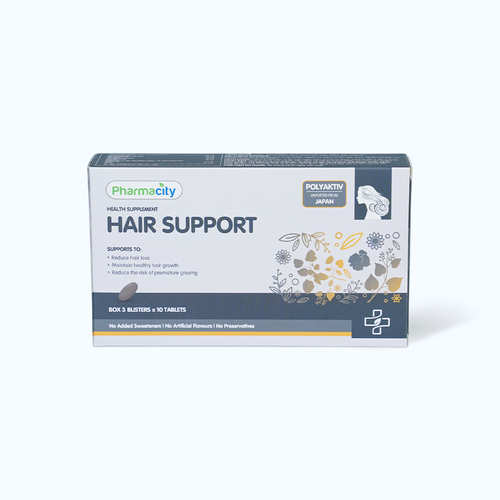 Pharmacity
HEALTH SUPPLEMENT
HAIR SUPPORT
POLYAKTIV
IMPORTED FROM
JAPAN
SUPPORTS TO:
• Reduce hair loss
• Maintain healthy hair growth
• Reduce the risk of premature graying
BOX 3 BLISTERS x 10 TABLETS
No Added Sweeteners | No Artificial Flavours | No Preservatives